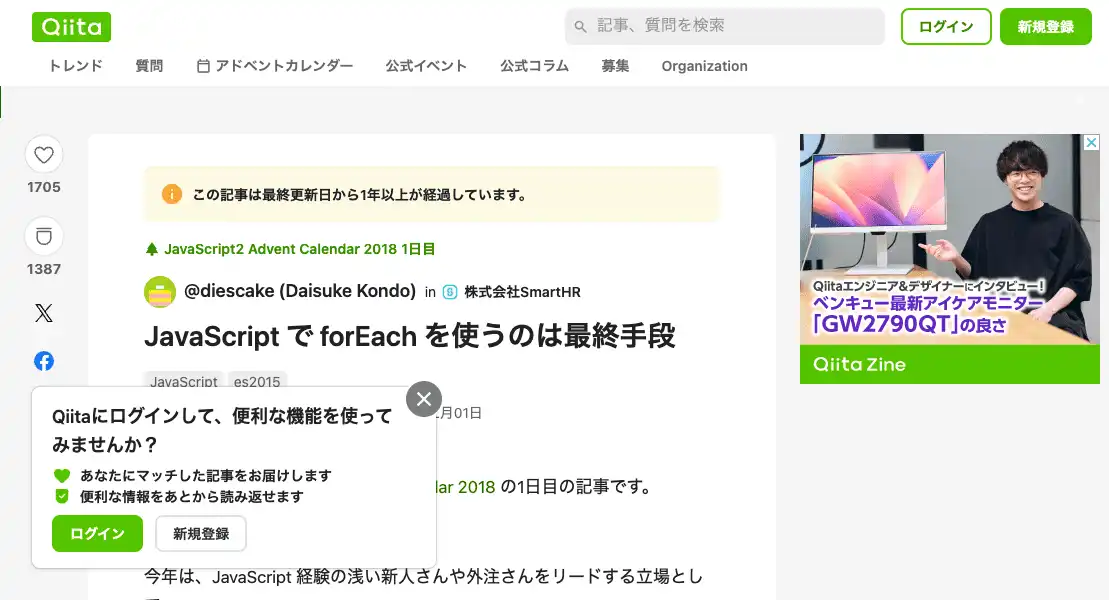 Qiita
記事、質問を検索
ログイン
新規登録
トレンド
質問
アドベントカレンダー
公式イベント
公式コラム
募集
Organization
1705
1387
この記事は最終更新日から1年以上が経過しています。
JavaScript2 Advent Calendar 2018 1日目
@diescake (Daisuke Kondo) in 株式会社SmartHR
JavaScript で forEach を使うのは最終手段
JavaScript
es2015
月01日
lar 2018 の1日目の記事です。
今年は、JavaScript 経験の浅い新人さんや外注さんをリードする立場とし
Qiitaにログインして、便利な機能を使って
みませんか？
あなたにマッチした記事をお届けします
便利な情報をあとから読み返せます
ログイン
新規登録
Qiitaエンジニア&デザイナーにインタビュー!
ベンキュー最新アイケアモニター
「GW2790QT」の良さ
Qiita Zine